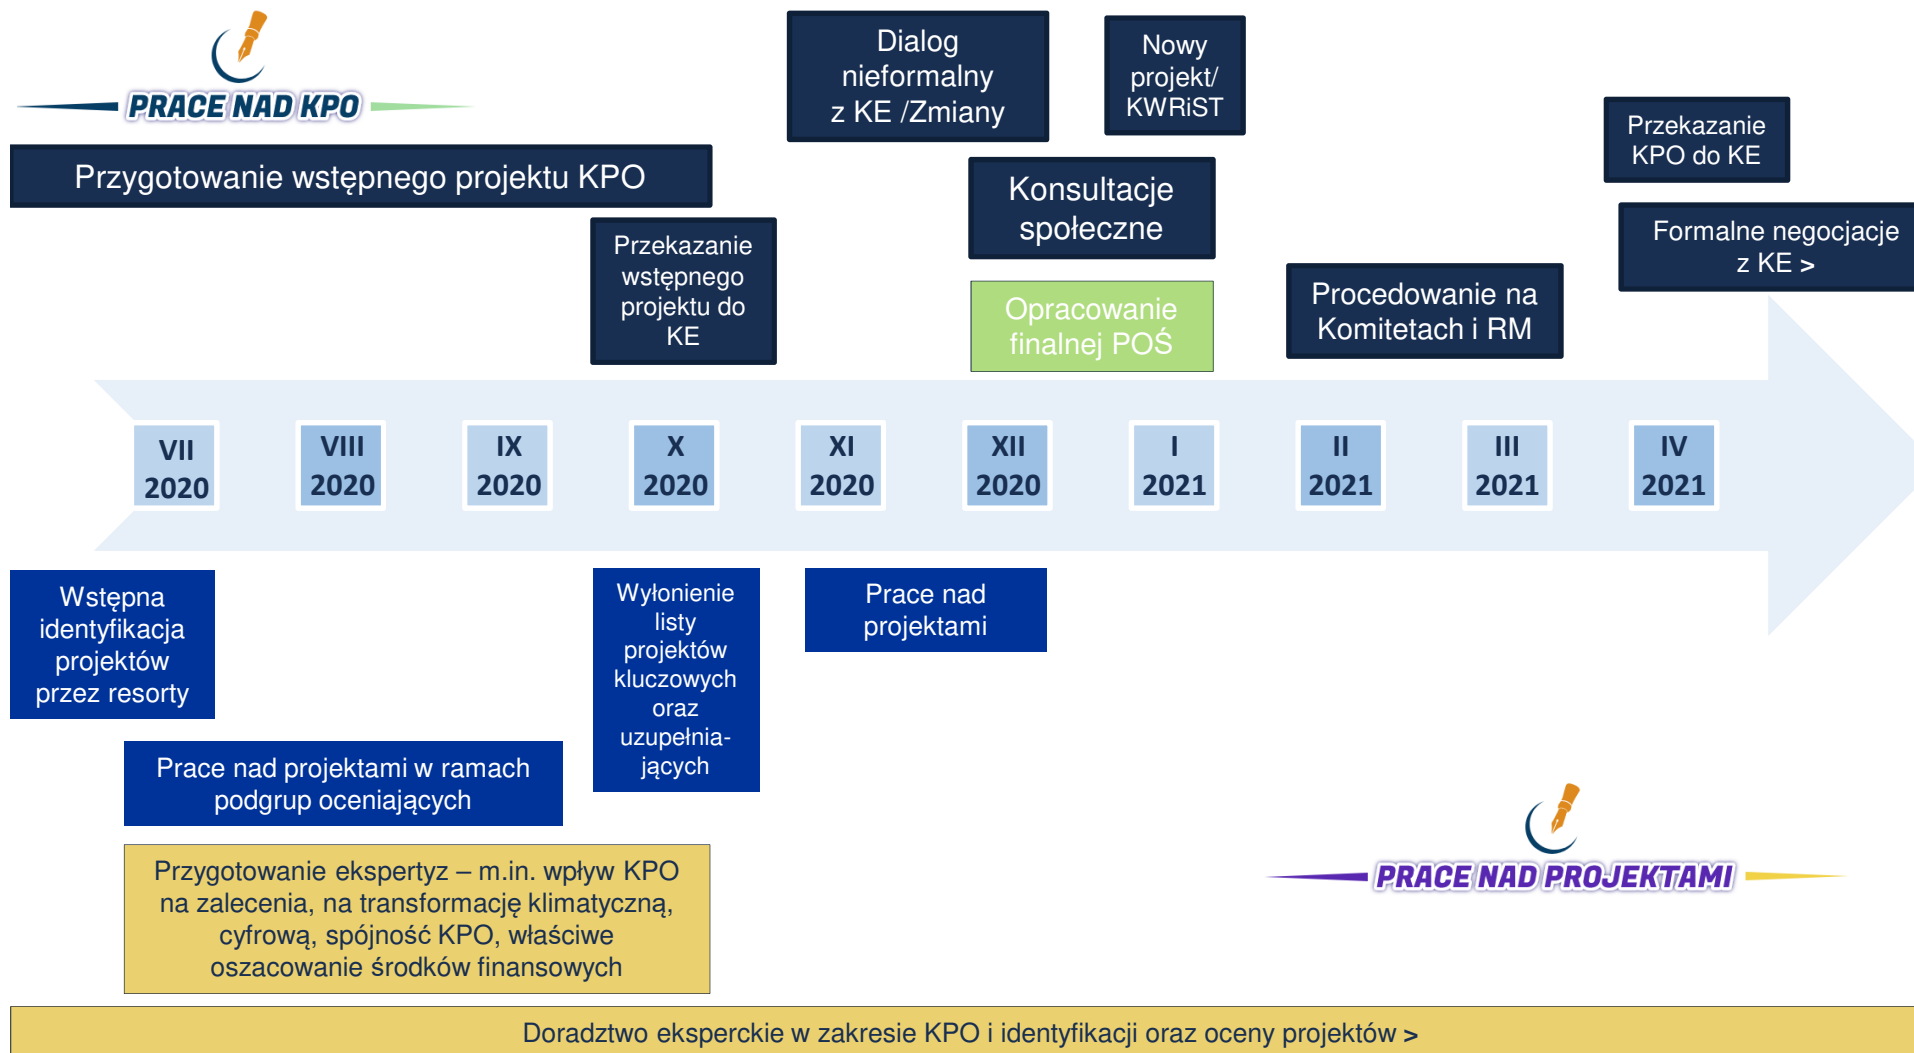 PRACE NAD KPO
Przygotowanie wstępnego projektu KPO
Przekazanie
wstępnego
projektu do
KE
Dialog
nieformalny
z KE /Zmiany
Konsultacje
społeczne
Opracowanie
finalnej POŚ
Nowy
projekt/
KWRiST
Procedowanie na
Komitetach i RM
Przekazanie
KPO do KE
Formalne negocjacje
z KE >
VII
2020
VIII
2020
IX
2020
X
2020
XI
2020
XII
2020
I
2021
II
2021
III
2021
IV
2021
Wstępna
identyfikacja
projektów
przez resorty
Prace nad projektami w ramach
podgrup oceniających
Wyłonienie
listy
projektów
kluczowych
oraz
uzupełnia-
jących
Prace nad
projektami
Przygotowanie ekspertyz – m.in. wpływ KPO
na zalecenia, na transformację klimatyczną,
cyfrową, spójność KPO, właściwe
oszacowanie środków finansowych
PRACE NAD PROJEKTAMI
Doradztwo eksperckie w zakresie KPO i identyfikacji oraz oceny projektów >